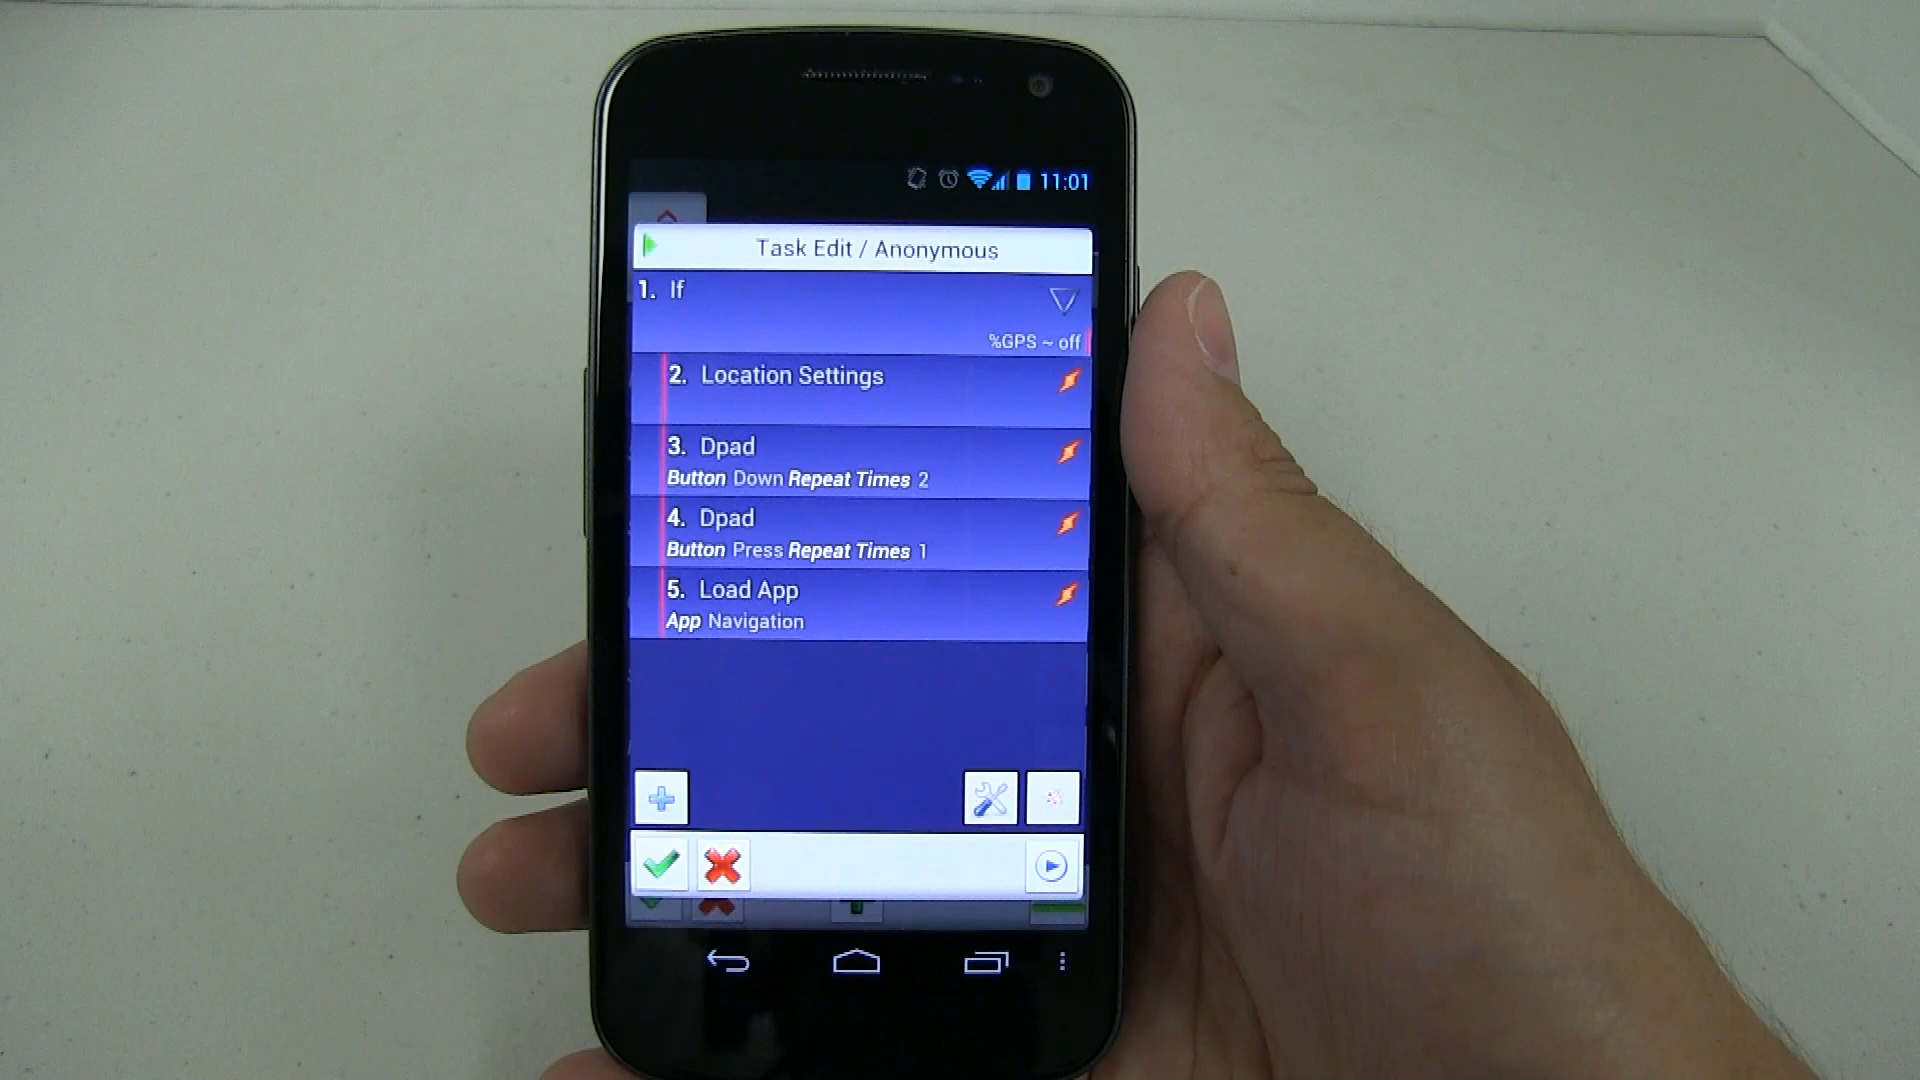 11:01
Task Edit / Anonymous
1. If
%GPS ~ off
2. Location Settings
3. Dpad
Button Down Repeat Times 2
4. Dpad
Button Press Repeat Times 1
5. Load App
App Navigation